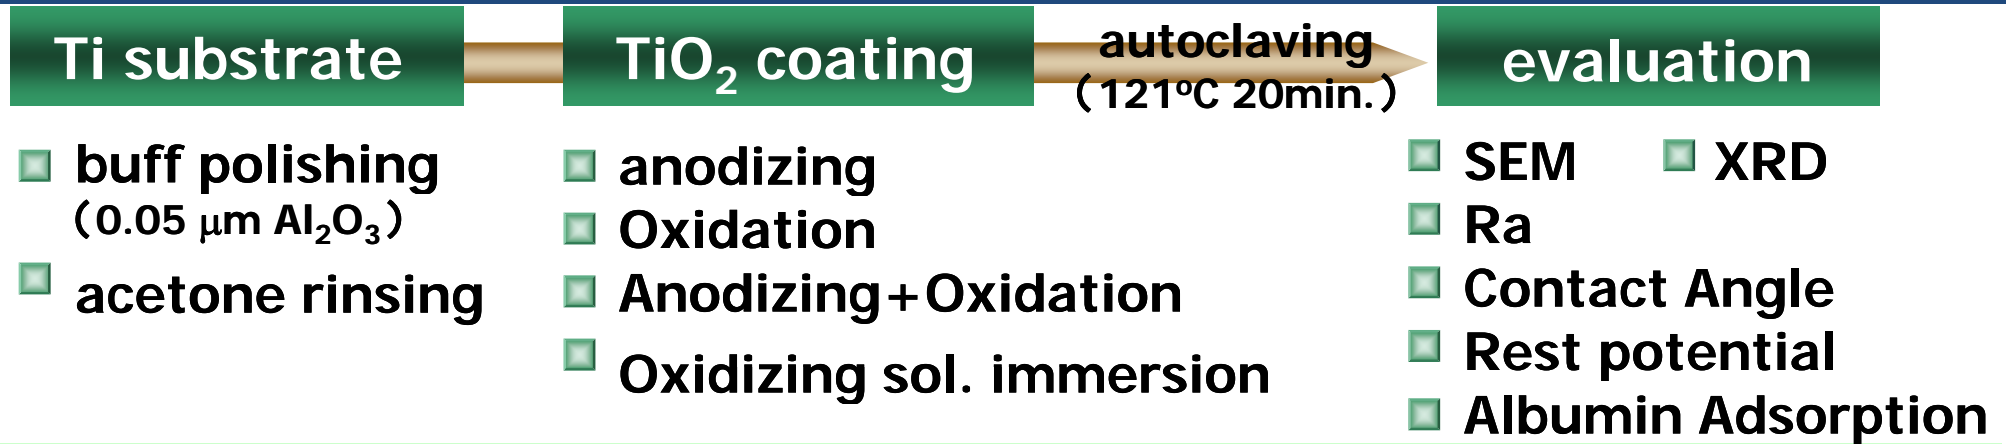 Ti substrate
buff polishing
(0.05 μm Al₂O₃)
acetone rinsing
TiO₂ coating
anodizing
Oxidation
Anodizing+Oxidation
Oxidizing sol. immersion
autoclaving
(121ºC 20min.)
evaluation
SEM
XRD
Ra
Contact Angle
Rest potential
Albumin Adsorption